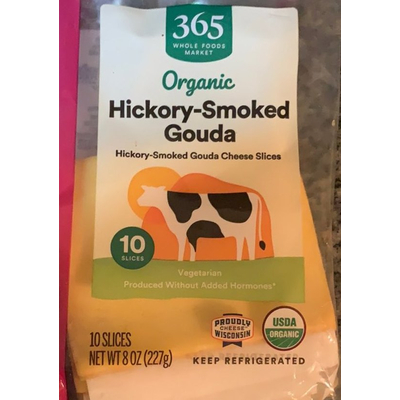 365
WHOLE FOODS
MARKET
Organic
Hickory-Smoked
Gouda
Hickory-Smoked Gouda Cheese Slices
10
SLICES
Vegetarian
Produced Without Added Hormones*
PROUDLY
WISCONSIN
CHEESE
USDA
ORGANIC
10 SLICES
NET WT 8 OZ (227g)
KEEP REFRIGERATED